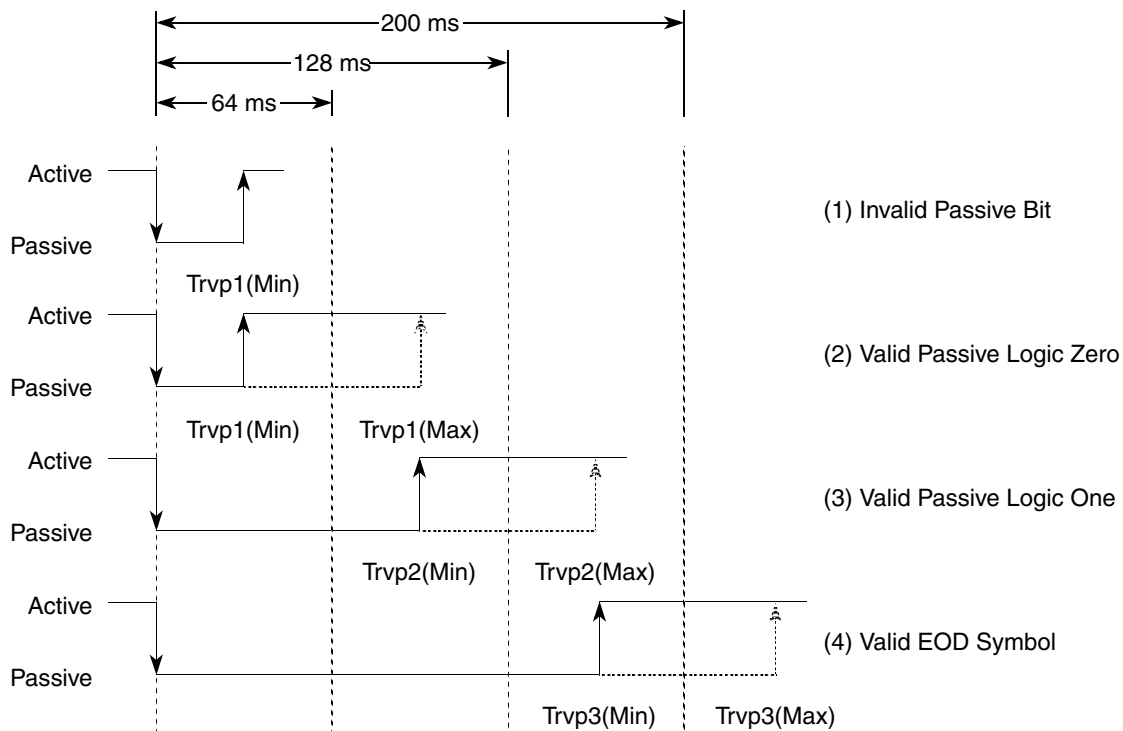 200 ms
128 ms
64 ms
Active
(1) Invalid Passive Bit
Passive
Trvp1(Min)
Active
(2) Valid Passive Logic Zero
Passive
Trvp1(Min) Trvp1(Max)
Active
(3) Valid Passive Logic One
Passive
Trvp2(Min) Trvp2(Max)
Active
(4) Valid EOD Symbol
Passive
Trvp3(Min) Trvp3(Max)